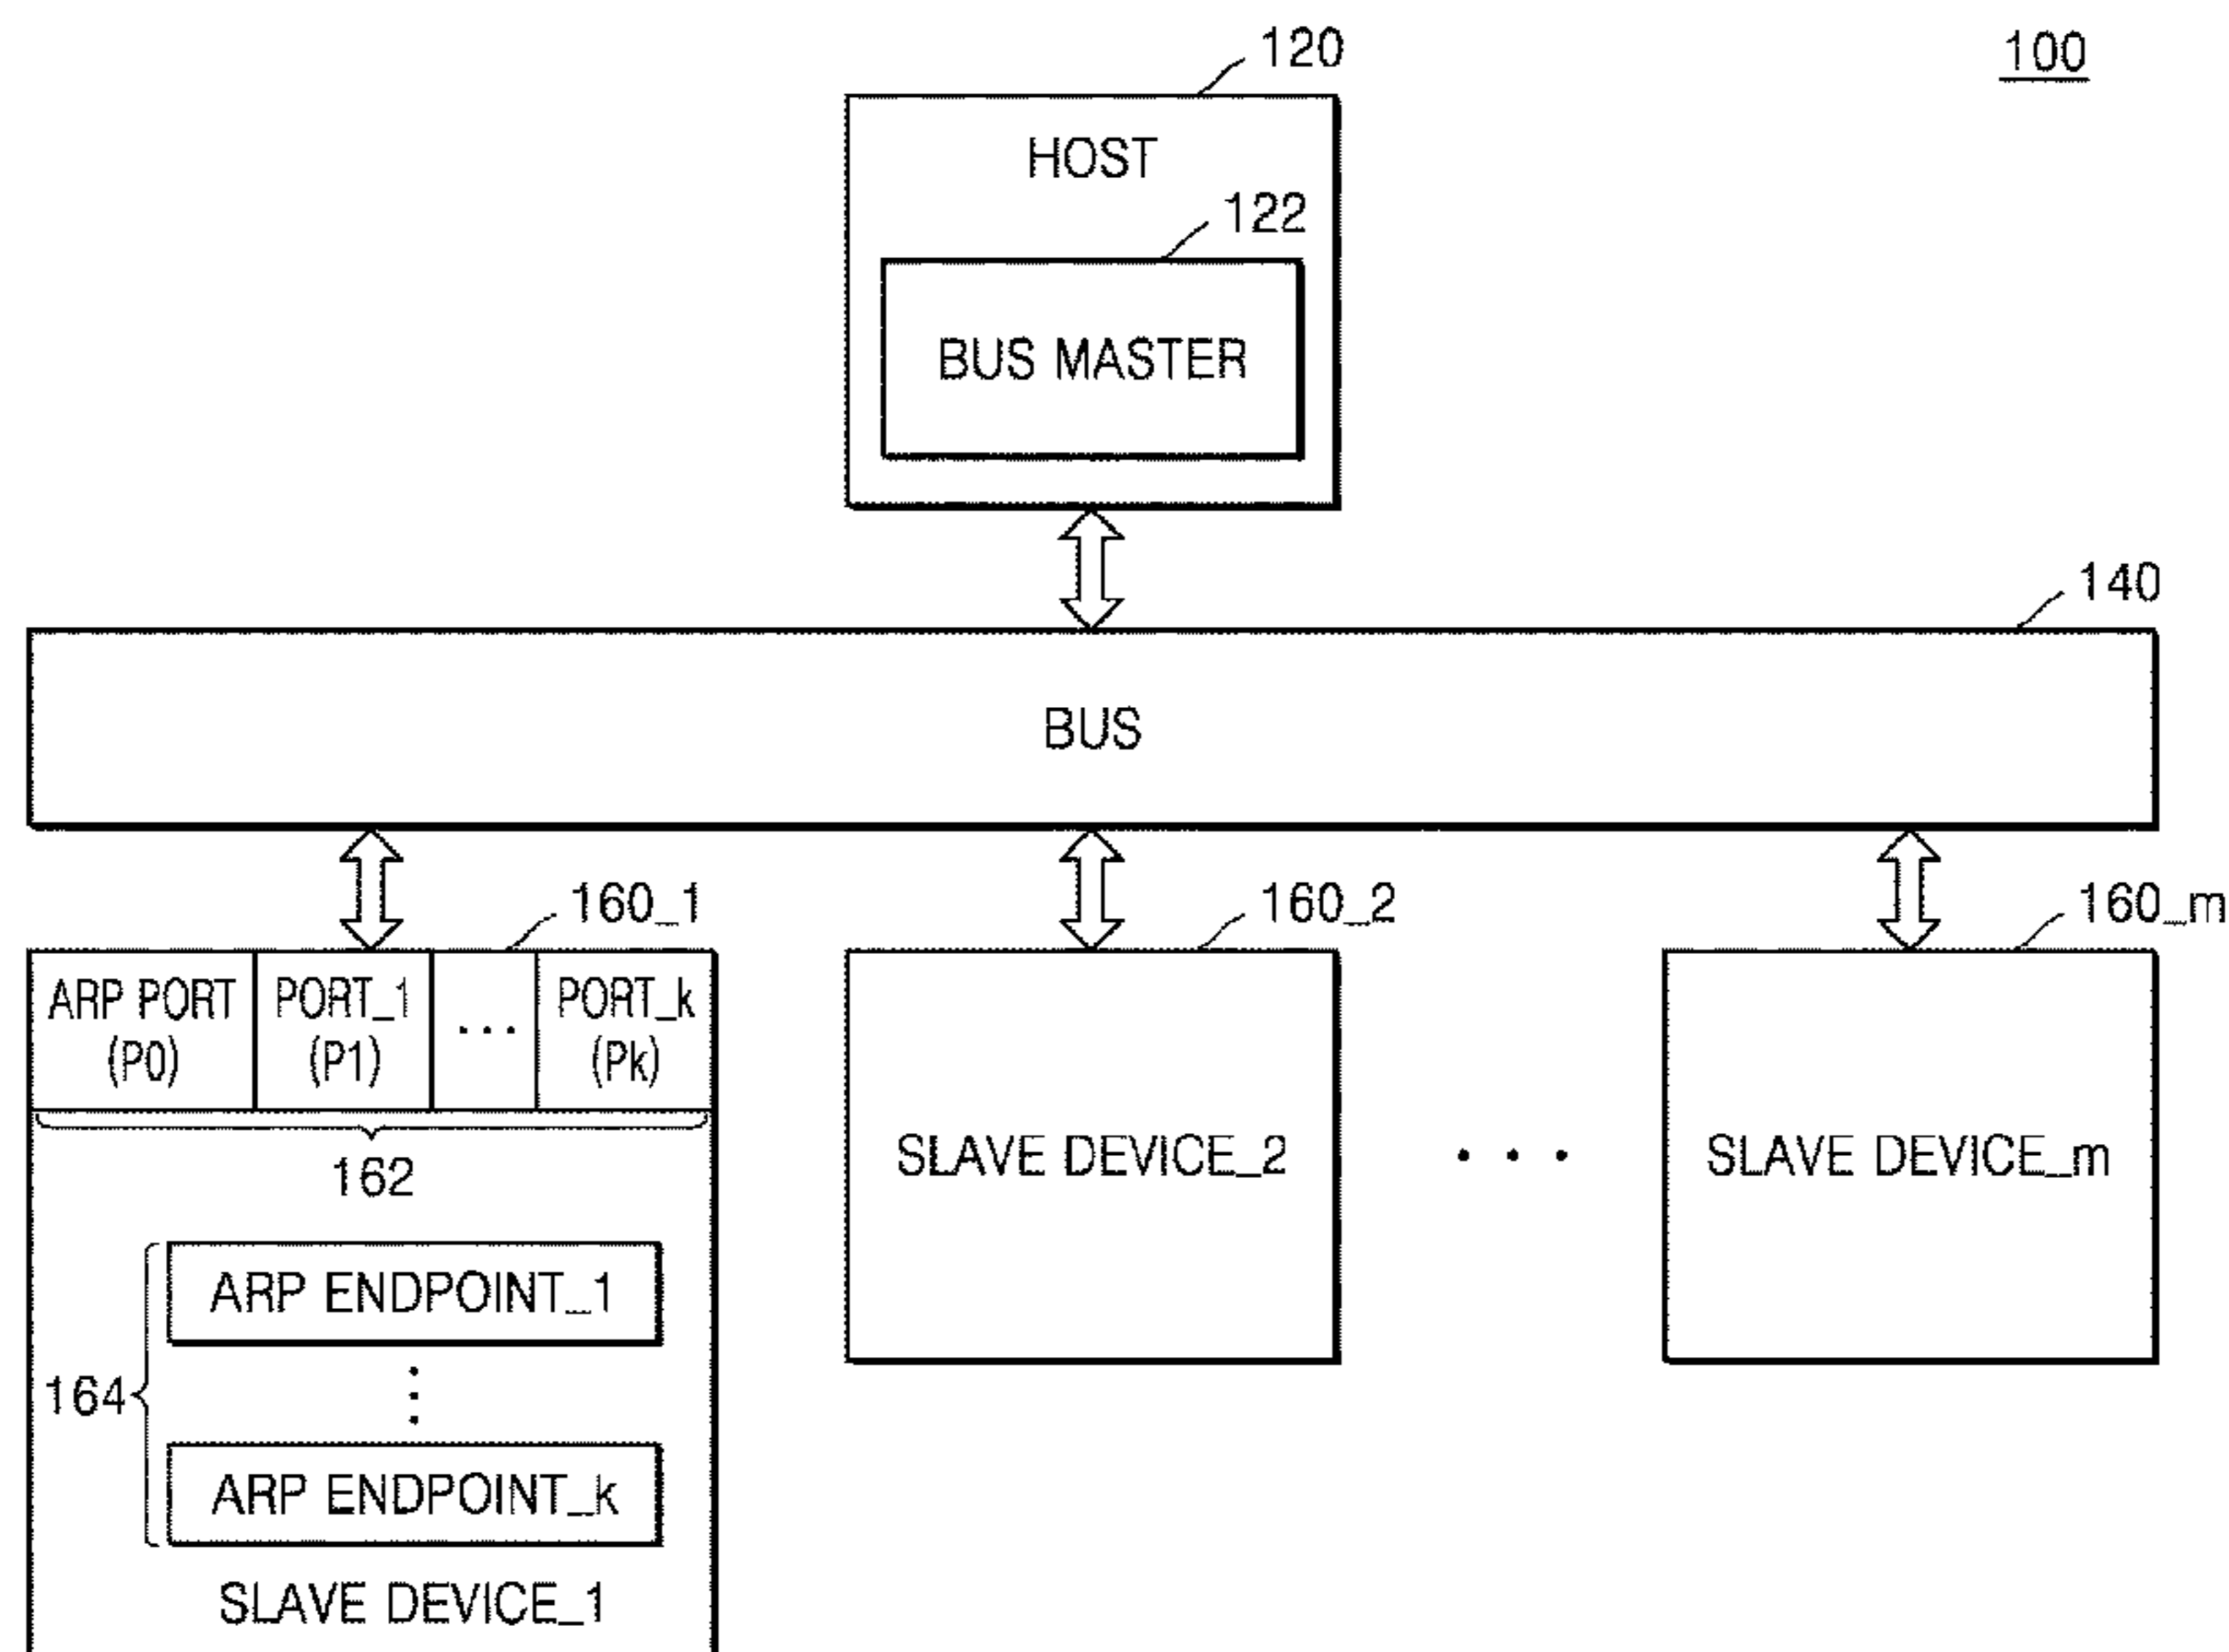 100
120
HOST
122
BUS MASTER
140
BUS
160_1
160_2
160_m
ARP PORT
(P0)
PORT_1
(P1)
...
PORT_k
(Pk)
162
SLAVE DEVICE_2
. . .
SLAVE DEVICE_m
164
ARP ENDPOINT_1
ARP ENDPOINT_k
SLAVE DEVICE_1